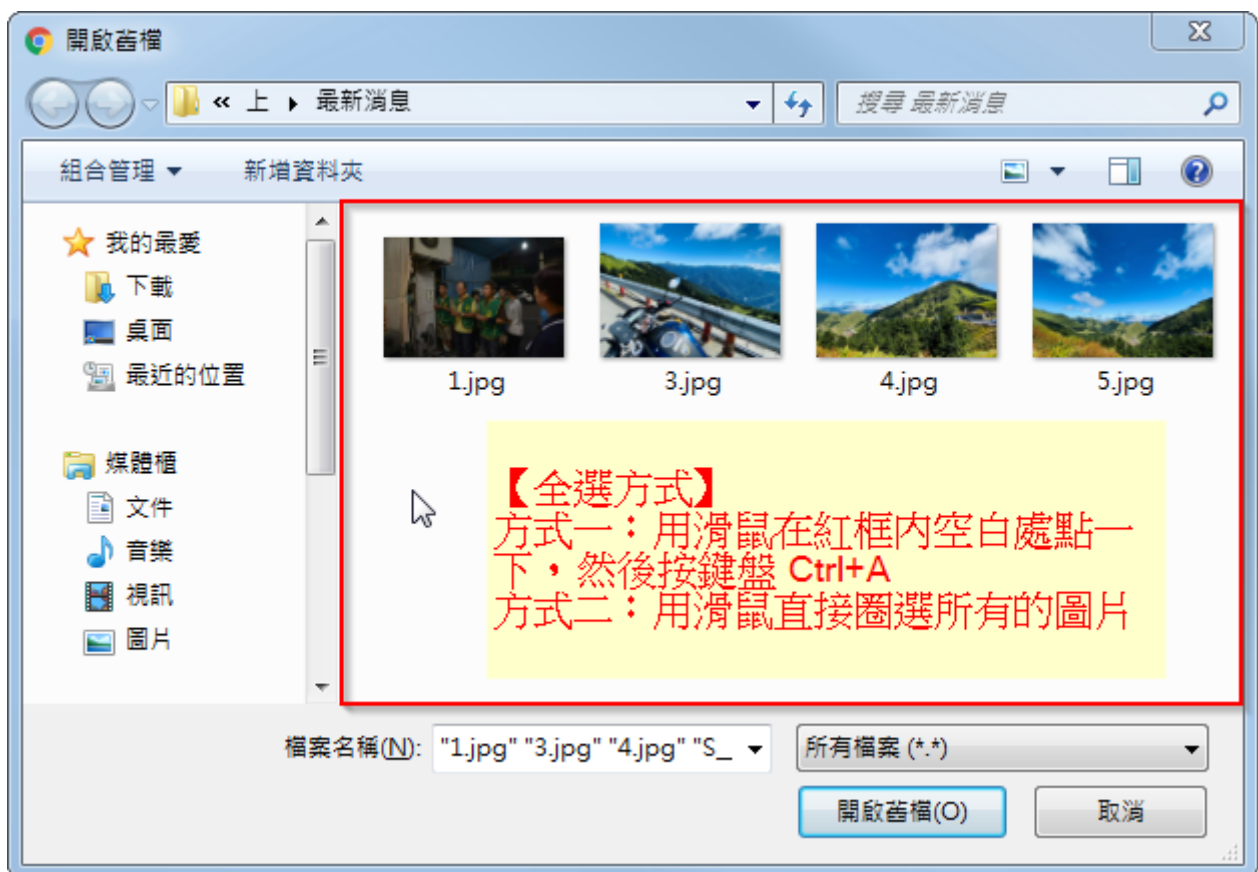 開啟舊檔
« 上 ▸ 最新消息
搜尋 最新消息
組合管理 新增資料夾
我的最愛
下載
桌面
最近的位置
媒體櫃
文件
音樂
視訊
圖片
1.jpg 3.jpg 4.jpg 5.jpg
【全選方式】
方式一：用滑鼠在紅框內空白處點一
下，然後按鍵盤 Ctrl+A
方式二：用滑鼠直接圈選所有的圖片
檔案名稱(N): "1.jpg" "3.jpg" "4.jpg" "S_ 所有檔案 (*.*)
開啟舊檔(O) 取消